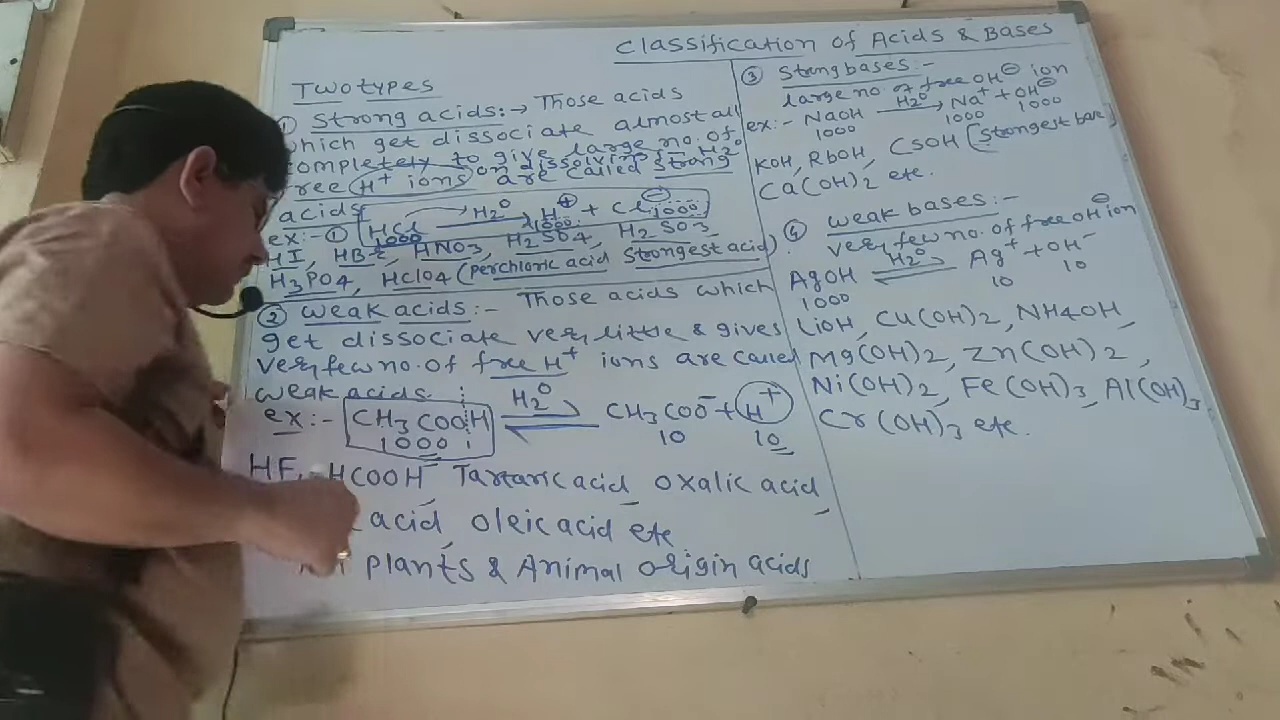 Classification of Acids & Bases
Two types
① Strong acids:→ Those acids
which get dissociate almost all
completely to give large no. of
free H+ ions on dissolving H2O
are called strong
acids
ex:-① HCl →H2O→ H⊕ + Cl⊖
1000 1000 1000
HI, HBr, HNO3, H2SO4, H2SO3,
H3PO4, HClO4 (Perchloric acid Strongest acid)
② Weak acids:- Those acids which
get dissociate very little & gives
very few no. of free H+ ions are called
weak acids
ex:- CH3COOH ⇌ H2O CH3COO- + H+
1000 10 10
HF, HCOOH, Tartaric acid, oxalic acid,
acid, oleic acid etc
plants & Animal origin acids
③ Strong bases:-
large no. of free OH⊖ ion
ex:- NaOH →H2O→ Na+ + OH⊖
1000 1000 1000
KOH, RbOH, CsOH (strongest base)
Ca(OH)2 etc.
④ weak bases:-
very few no. of free OH⊖ ion
AgOH ⇌ H2O Ag+ + OH-
1000 10 10
LiOH, Cu(OH)2, NH4OH,
Mg(OH)2, Zn(OH)2,
Ni(OH)2, Fe(OH)3, Al(OH)3,
Cr(OH)3 etc.